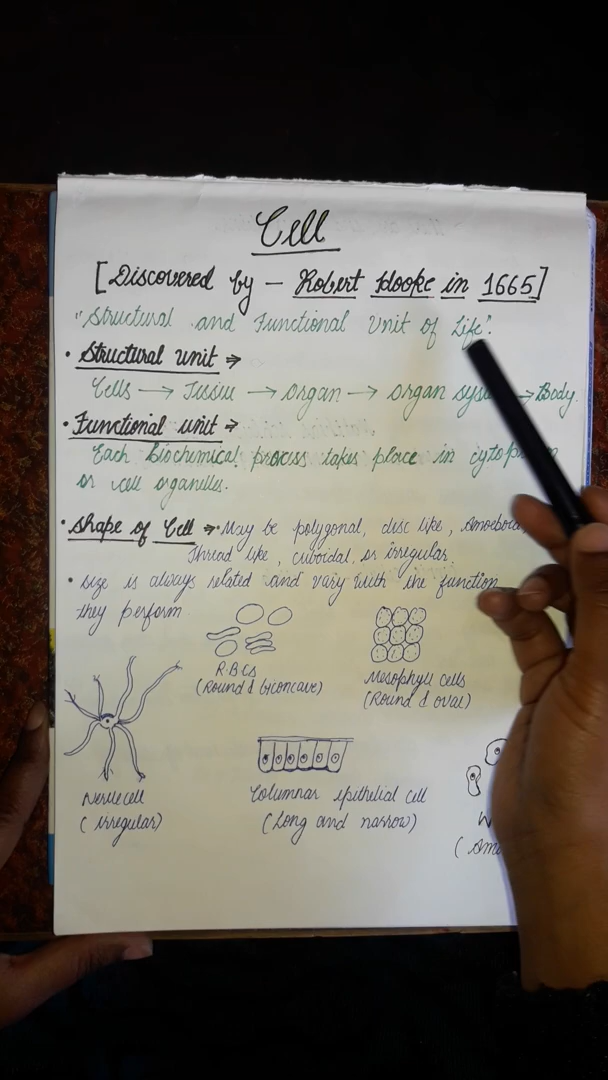 Cell
[Discovered by - Robert Hooke in 1665]
"Structural and Functional Unit of Life".
• Structural unit ⇒
Cells → Tissue → Organ → Organ → Body.
• Functional unit ⇒
Each biochemical process takes place in
or cell organelles.
• Shape of Cell ⇒ • May be polygonal, disc like,
Thread like, cuboidal, or irregular.
• Size is always related and vary with the function
they perform
R.B.Cs
(Round & biconcave)
Mesophyll cells
(Round & oval)
Nerve cell
(irregular)
Columnar epithelial cell
(Long and narrow)